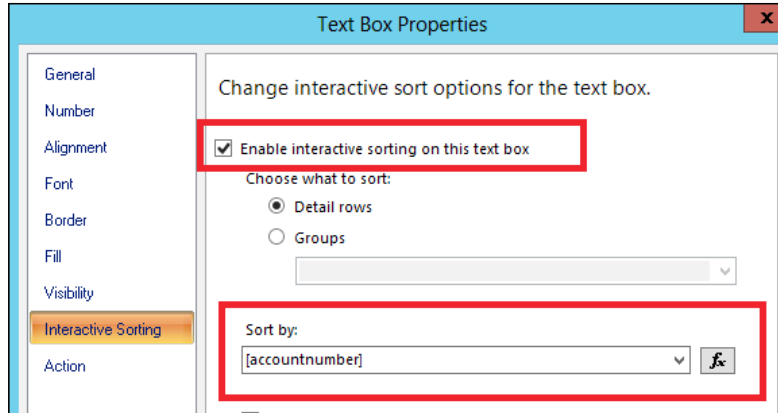 Text Box Properties
x
General
Number
Alignment
Font
Border
Fill
Visibility
Interactive Sorting
Action
Change interactive sort options for the text box.
Enable interactive sorting on this text box
Choose what to sort:
Detail rows
Groups
Sort by:
[accountnumber]
fx